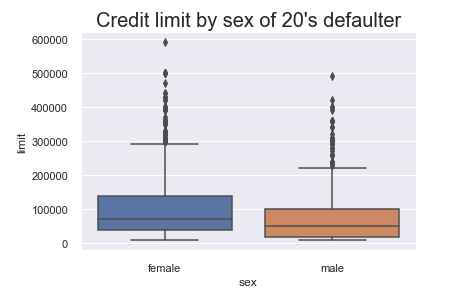 Credit limit by sex of 20's defaulter
600000
500000
400000
300000
200000
100000
0
limit
female male
sex